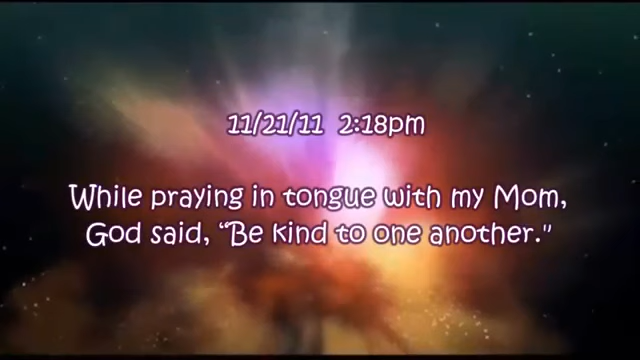 11/21/11 2:18pm
While praying in tongue with my Mom,
God said, “Be kind to one another."